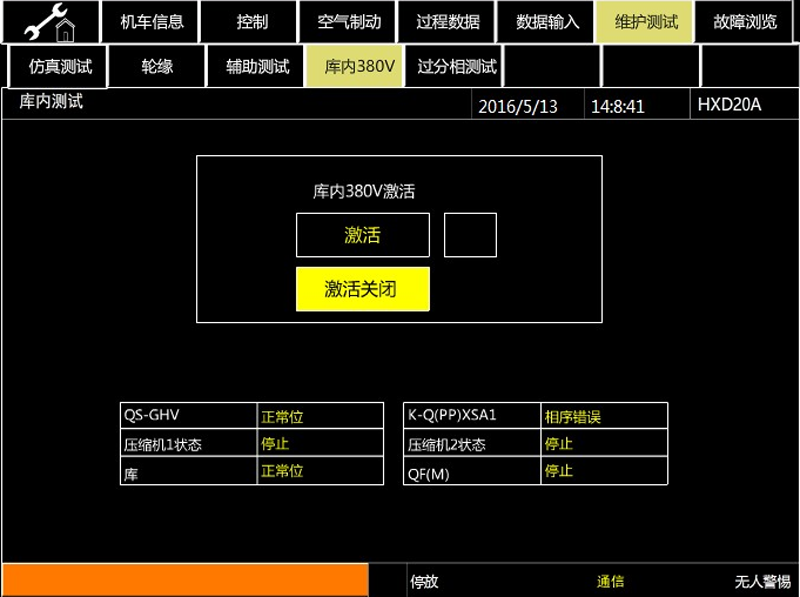 机车信息 控制 空气制动 过程数据 数据输入 维护测试 故障浏览
仿真测试 轮缘 辅助测试 库内380V 过分相测试
库内测试 2016/5/13 14:8:41 HXD20A
库内380V激活
激活
激活关闭
QS-GHV 正常位 K-Q(PP)XSA1 相序错误
压缩机1状态 停止 压缩机2状态 停止
库 正常位 QF(M) 停止
停放 通信 无人警惕